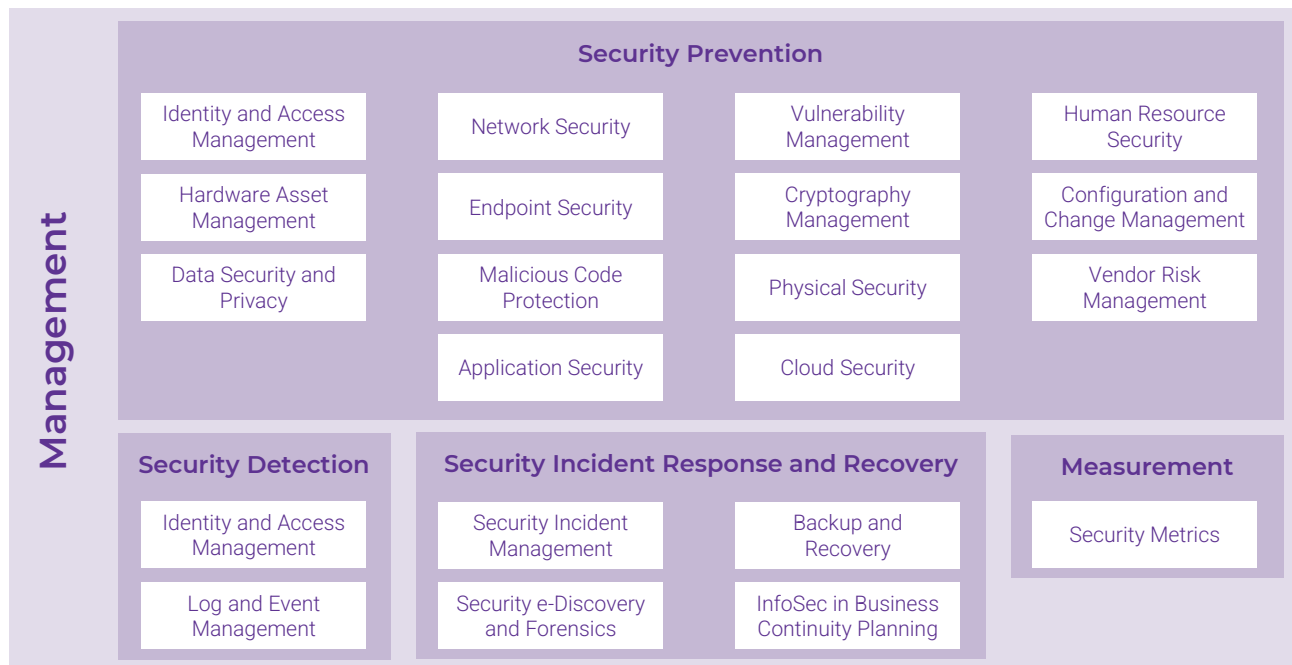 Management
Security Prevention
Identity and Access
Management
Hardware Asset
Management
Data Security and
Privacy
Network Security
Endpoint Security
Malicious Code
Protection
Application Security
Vulnerability
Management
Cryptography
Management
Physical Security
Cloud Security
Human Resource
Security
Configuration and
Change Management
Vendor Risk
Management
Security Detection
Identity and Access
Management
Log and Event
Management
Security Incident Response and Recovery
Security Incident
Management
Security e-Discovery
and Forensics
Backup and
Recovery
InfoSec in Business
Continuity Planning
Measurement
Security Metrics